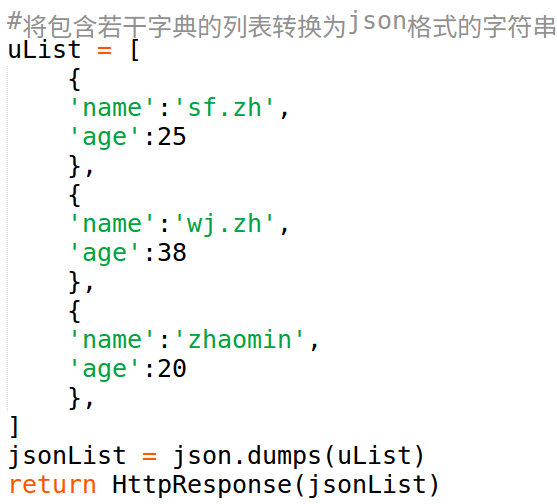 #将包含若干字典的列表转换为json格式的字符串
uList = [
    {
    'name':'sf.zh',
    'age':25
    },
    {
    'name':'wj.zh',
    'age':38
    },
    {
    'name':'zhaomin',
    'age':20
    },
]
jsonList = json.dumps(uList)
return HttpResponse(jsonList)